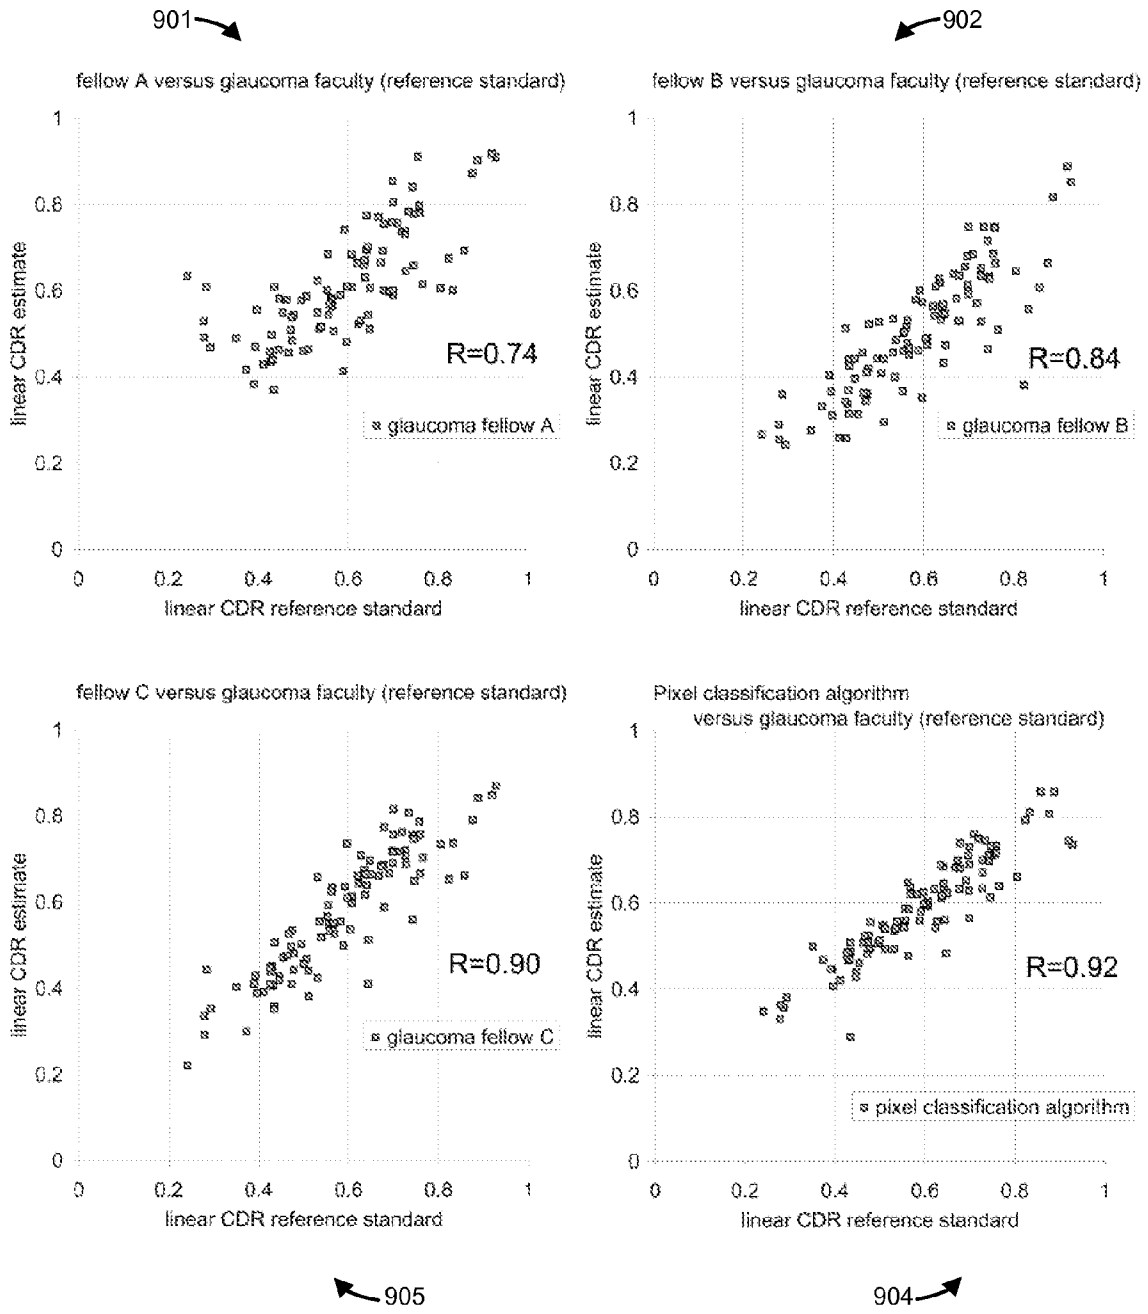 901
902
fellow A versus glaucoma faculty (reference standard)
1
0.8
0.6
0.4
0.2
0
linear CDR estimate
R=0.74
glaucoma fellow A
0 0.2 0.4 0.6 0.8 1
linear CDR reference standard
fellow B versus glaucoma faculty (reference standard)
1
0.8
0.6
0.4
0.2
0
linear CDR estimate
R=0.84
glaucoma fellow B
0 0.2 0.4 0.6 0.8 1
linear CDR reference standard
fellow C versus glaucoma faculty (reference standard)
1
0.8
0.6
0.4
0.2
0
linear CDR estimate
R=0.90
glaucoma fellow C
0 0.2 0.4 0.6 0.8 1
linear CDR reference standard
Pixel classification algorithm
versus glaucoma faculty (reference standard)
1
0.8
0.6
0.4
0.2
0
linear CDR estimate
R=0.92
pixel classification algorithm
0 0.2 0.4 0.6 0.8 1
linear CDR reference standard
905
904